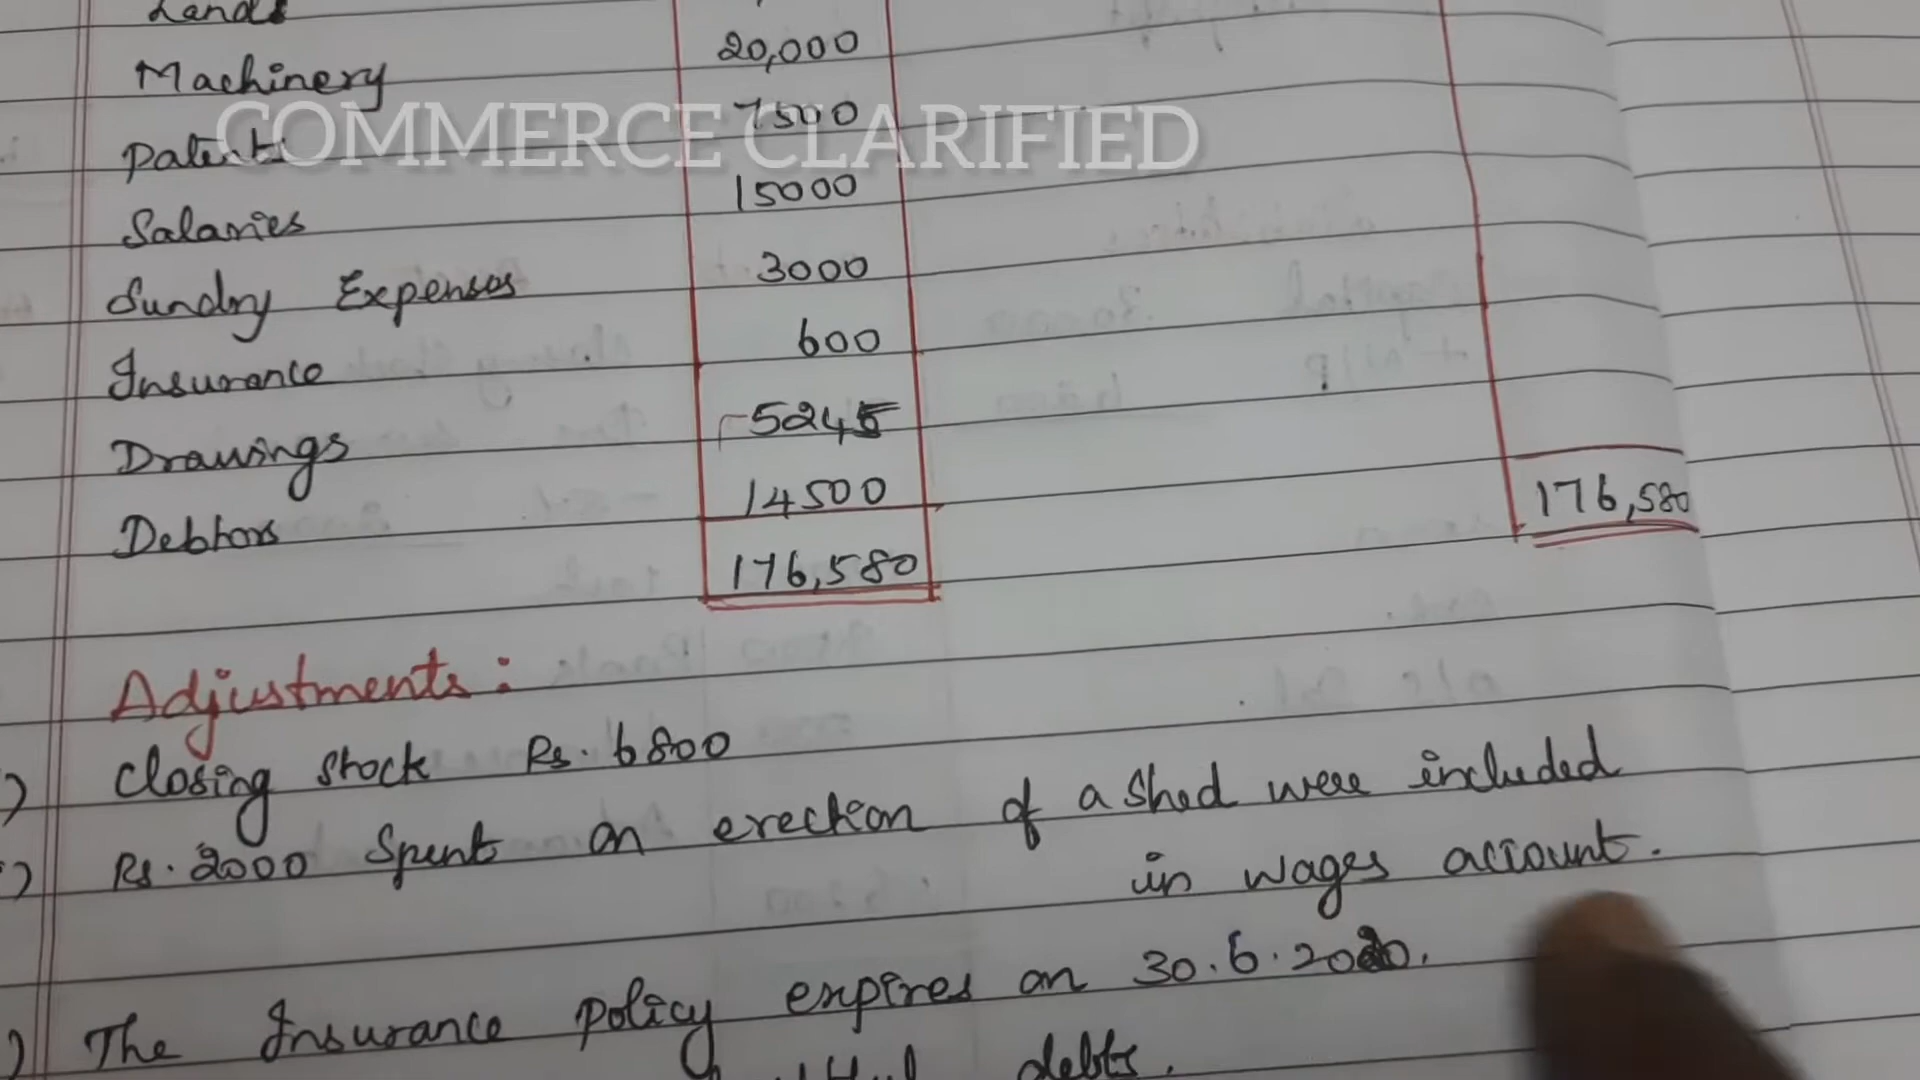 Lands
Machinery 20,000
Patents 7500
Salaries 15000
Sundry Expenses 3000
Insurance 600
Drawings 5245
Debtors 14500
176,580 176,580
COMMERCE CLARIFIED
Adjustments :
) Closing Stock Rs. 6800
) Rs. 2000 Spent on erection of a Shed were included
in wages account.
) The Insurance policy expires on 30.6.2020.
debts.